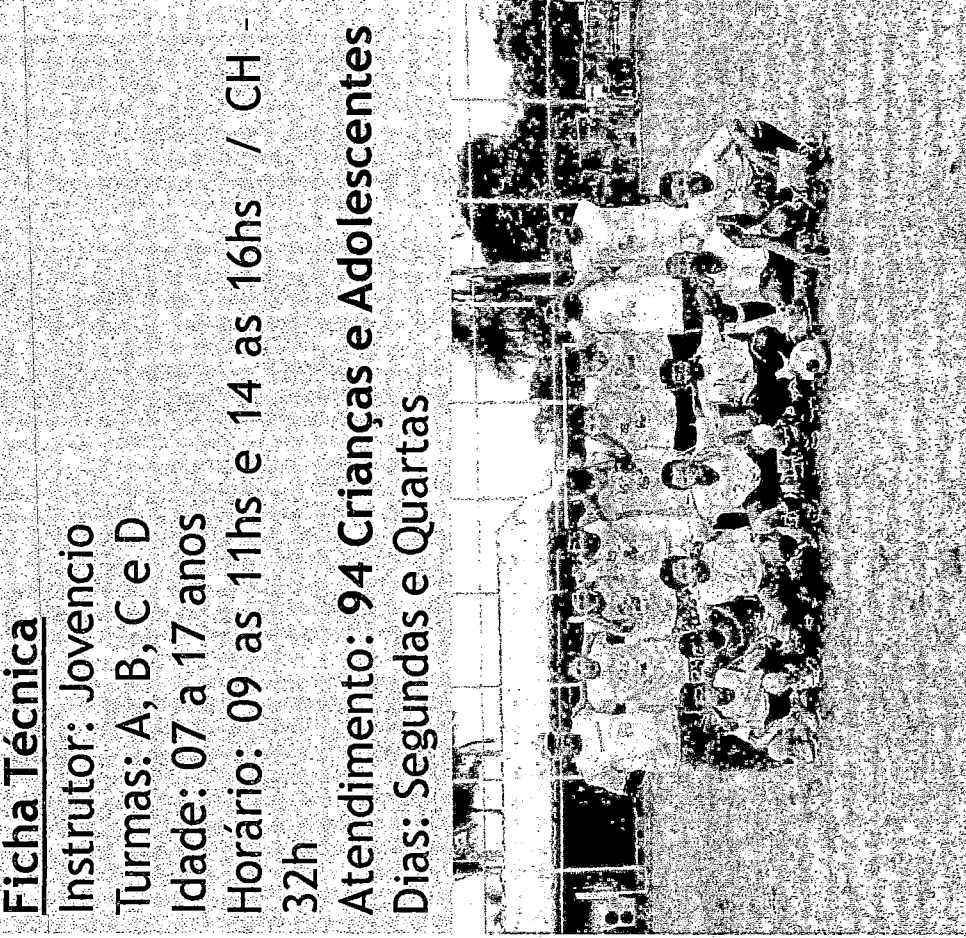 Ficha Técnica
Instrutor: Jovencio
Turmas: A, B, C e D
Idade: 07 a 17 anos
Horário: 09 as 11hs e 14 as 16hs / CH -
32h
Atendimento: 94 Crianças e Adolescentes
Dias: Segundas e Quartas